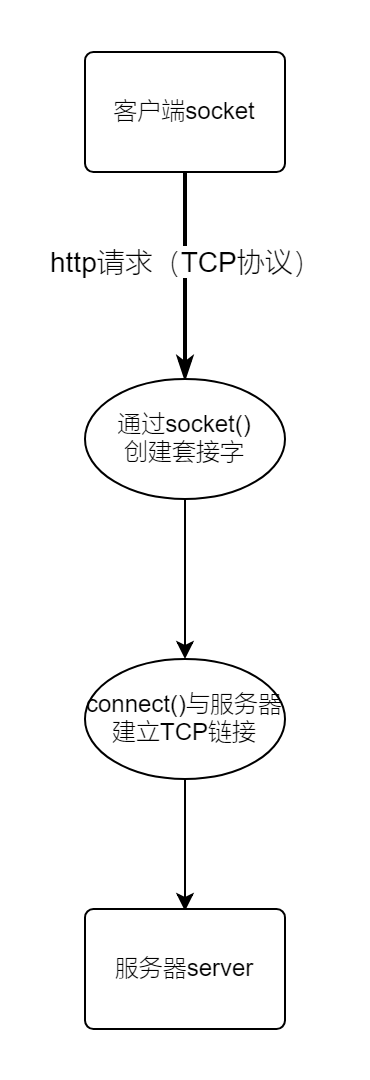 客户端socket
http请求（TCP协议）
通过socket()
创建套接字
connect()与服务器
建立TCP链接
服务器server